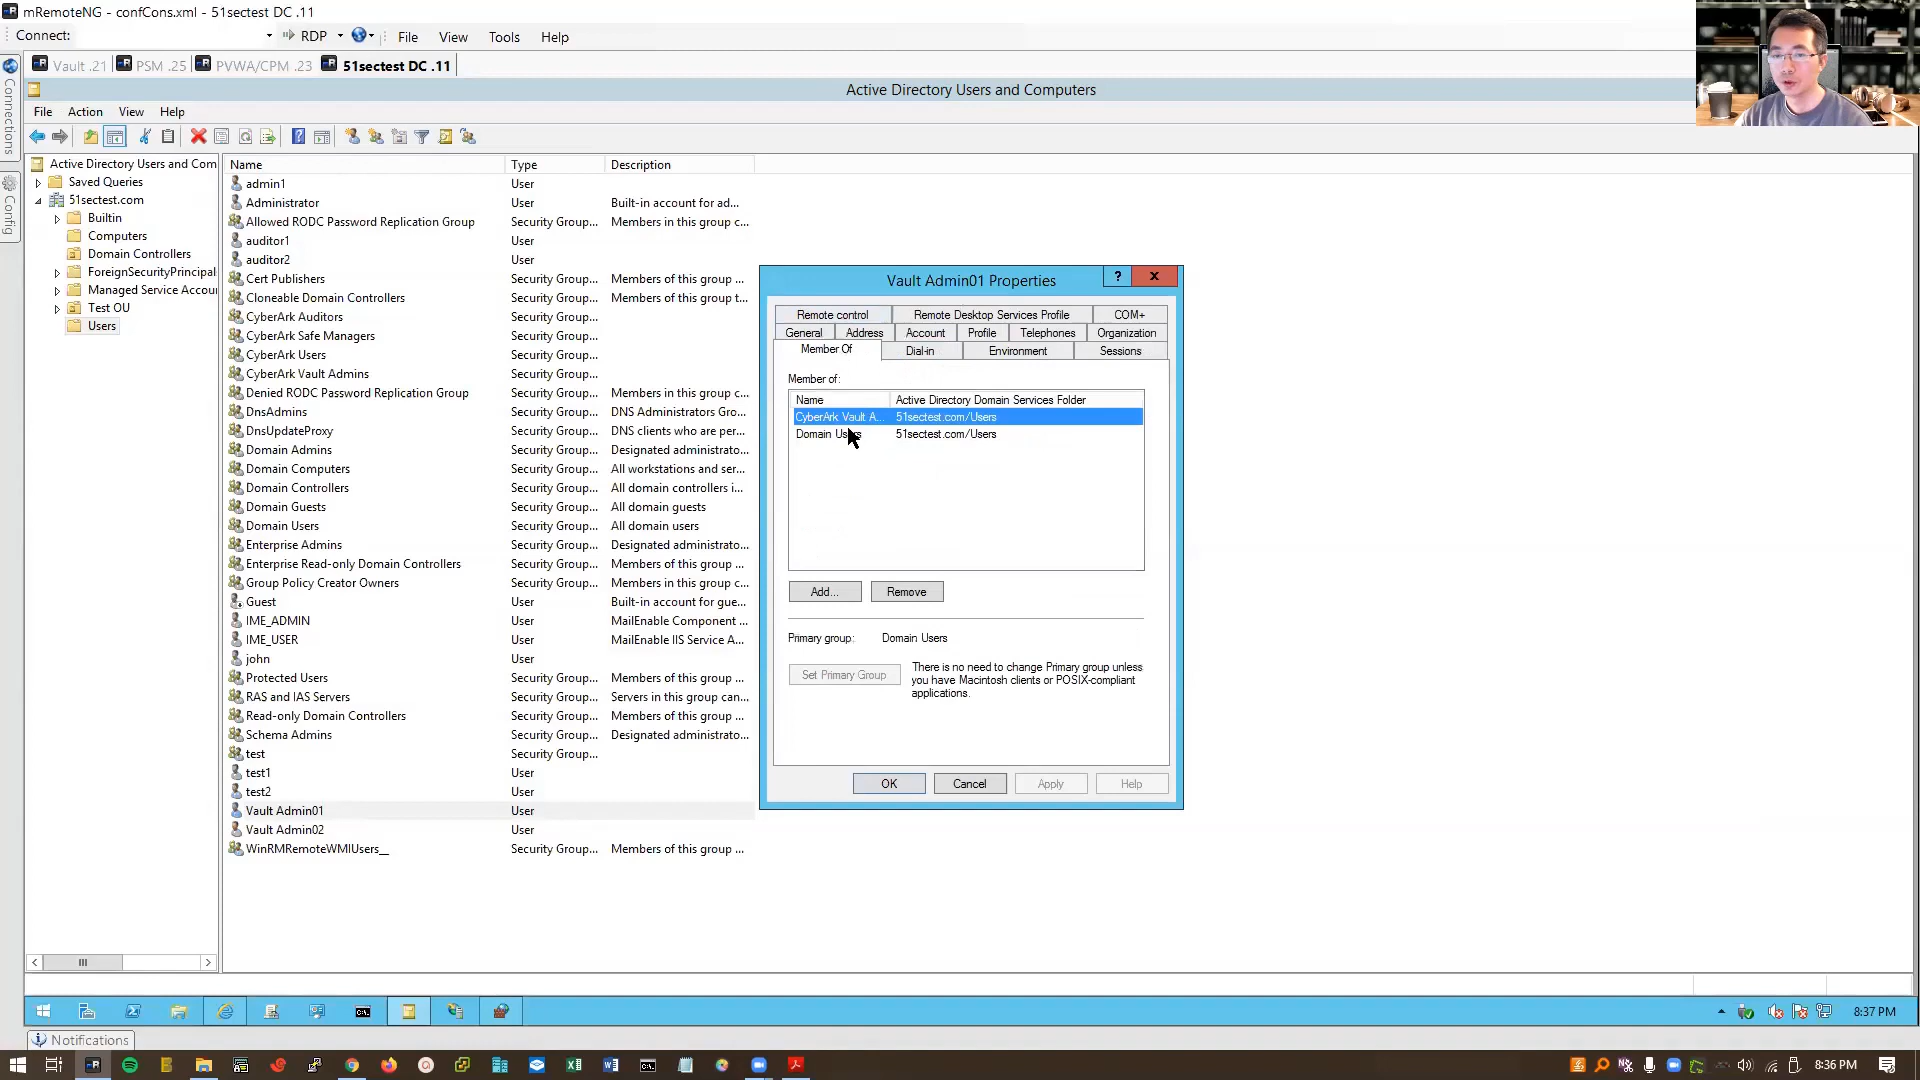 mRemoteNG - confCons.xml - 51sectest DC .11
Connect: RDP File View Tools Help
Vault .21 PSM .25 PVWA/CPM .23 51sectest DC .11
Connections
Config
Active Directory Users and Computers
File Action View Help
Active Directory Users and Com
Saved Queries
51sectest.com
Builtin
Computers
Domain Controllers
ForeignSecurityPrincipal
Managed Service Accou
Test OU
Users
Name Type Description
admin1 User
Administrator User Built-in account for ad...
Allowed RODC Password Replication Group Security Group... Members in this group c...
auditor1 User
auditor2 User
Cert Publishers Security Group... Members of this group ...
Cloneable Domain Controllers Security Group... Members of this group t...
CyberArk Auditors Security Group...
CyberArk Safe Managers Security Group...
CyberArk Users Security Group...
CyberArk Vault Admins Security Group...
Denied RODC Password Replication Group Security Group... Members in this group c...
DnsAdmins Security Group... DNS Administrators Gro...
DnsUpdateProxy Security Group... DNS clients who are per...
Domain Admins Security Group... Designated administrato...
Domain Computers Security Group... All workstations and ser...
Domain Controllers Security Group... All domain controllers i...
Domain Guests Security Group... All domain guests
Domain Users Security Group... All domain users
Enterprise Admins Security Group... Designated administrato...
Enterprise Read-only Domain Controllers Security Group... Members of this group ...
Group Policy Creator Owners Security Group... Members in this group c...
Guest User Built-in account for gue...
IME_ADMIN User MailEnable Component ...
IME_USER User MailEnable IIS Service A...
john User
Protected Users Security Group... Members of this group ...
RAS and IAS Servers Security Group... Servers in this group can...
Read-only Domain Controllers Security Group... Members of this group ...
Schema Admins Security Group... Designated administrato...
test Security Group...
test1 User
test2 User
Vault Admin01 User
Vault Admin02 User
WinRMRemoteWMIUsers__ Security Group... Members of this group ...
Vault Admin01 Properties ? X
Remote control Remote Desktop Services Profile COM+
General Address Account Profile Telephones Organization
Member Of Dial-in Environment Sessions
Member of:
Name Active Directory Domain Services Folder
CyberArk Vault A... 51sectest.com/Users
Domain Users 51sectest.com/Users
Add... Remove
Primary group: Domain Users
Set Primary Group
There is no need to change Primary group unless
you have Macintosh clients or POSIX-compliant
applications.
OK Cancel Apply Help
8:37 PM
Notifications
8:36 PM